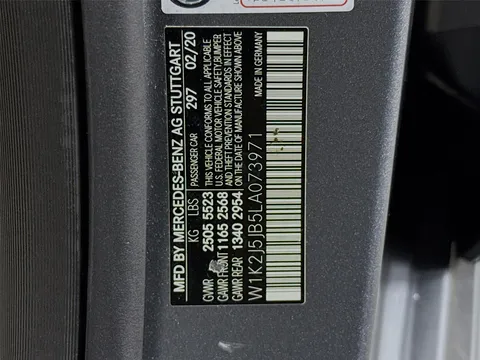 MFD BY MERCEDES-BENZ AG STUTTGART
PASSENGER CAR 297 02/20
KG LBS
GVWR 2505 5523
GAWR FRONT 1165 2568
GAWR REAR 1340 2954
THIS VEHICLE CONFORMS TO ALL APPLICABLE
U.S. FEDERAL MOTOR VEHICLE SAFETY, BUMPER
AND THEFT PREVENTION STANDARDS IN EFFECT
ON THE DATE OF MANUFACTURE SHOWN ABOVE
W1K2J5JB5LA073971
MADE IN GERMANY